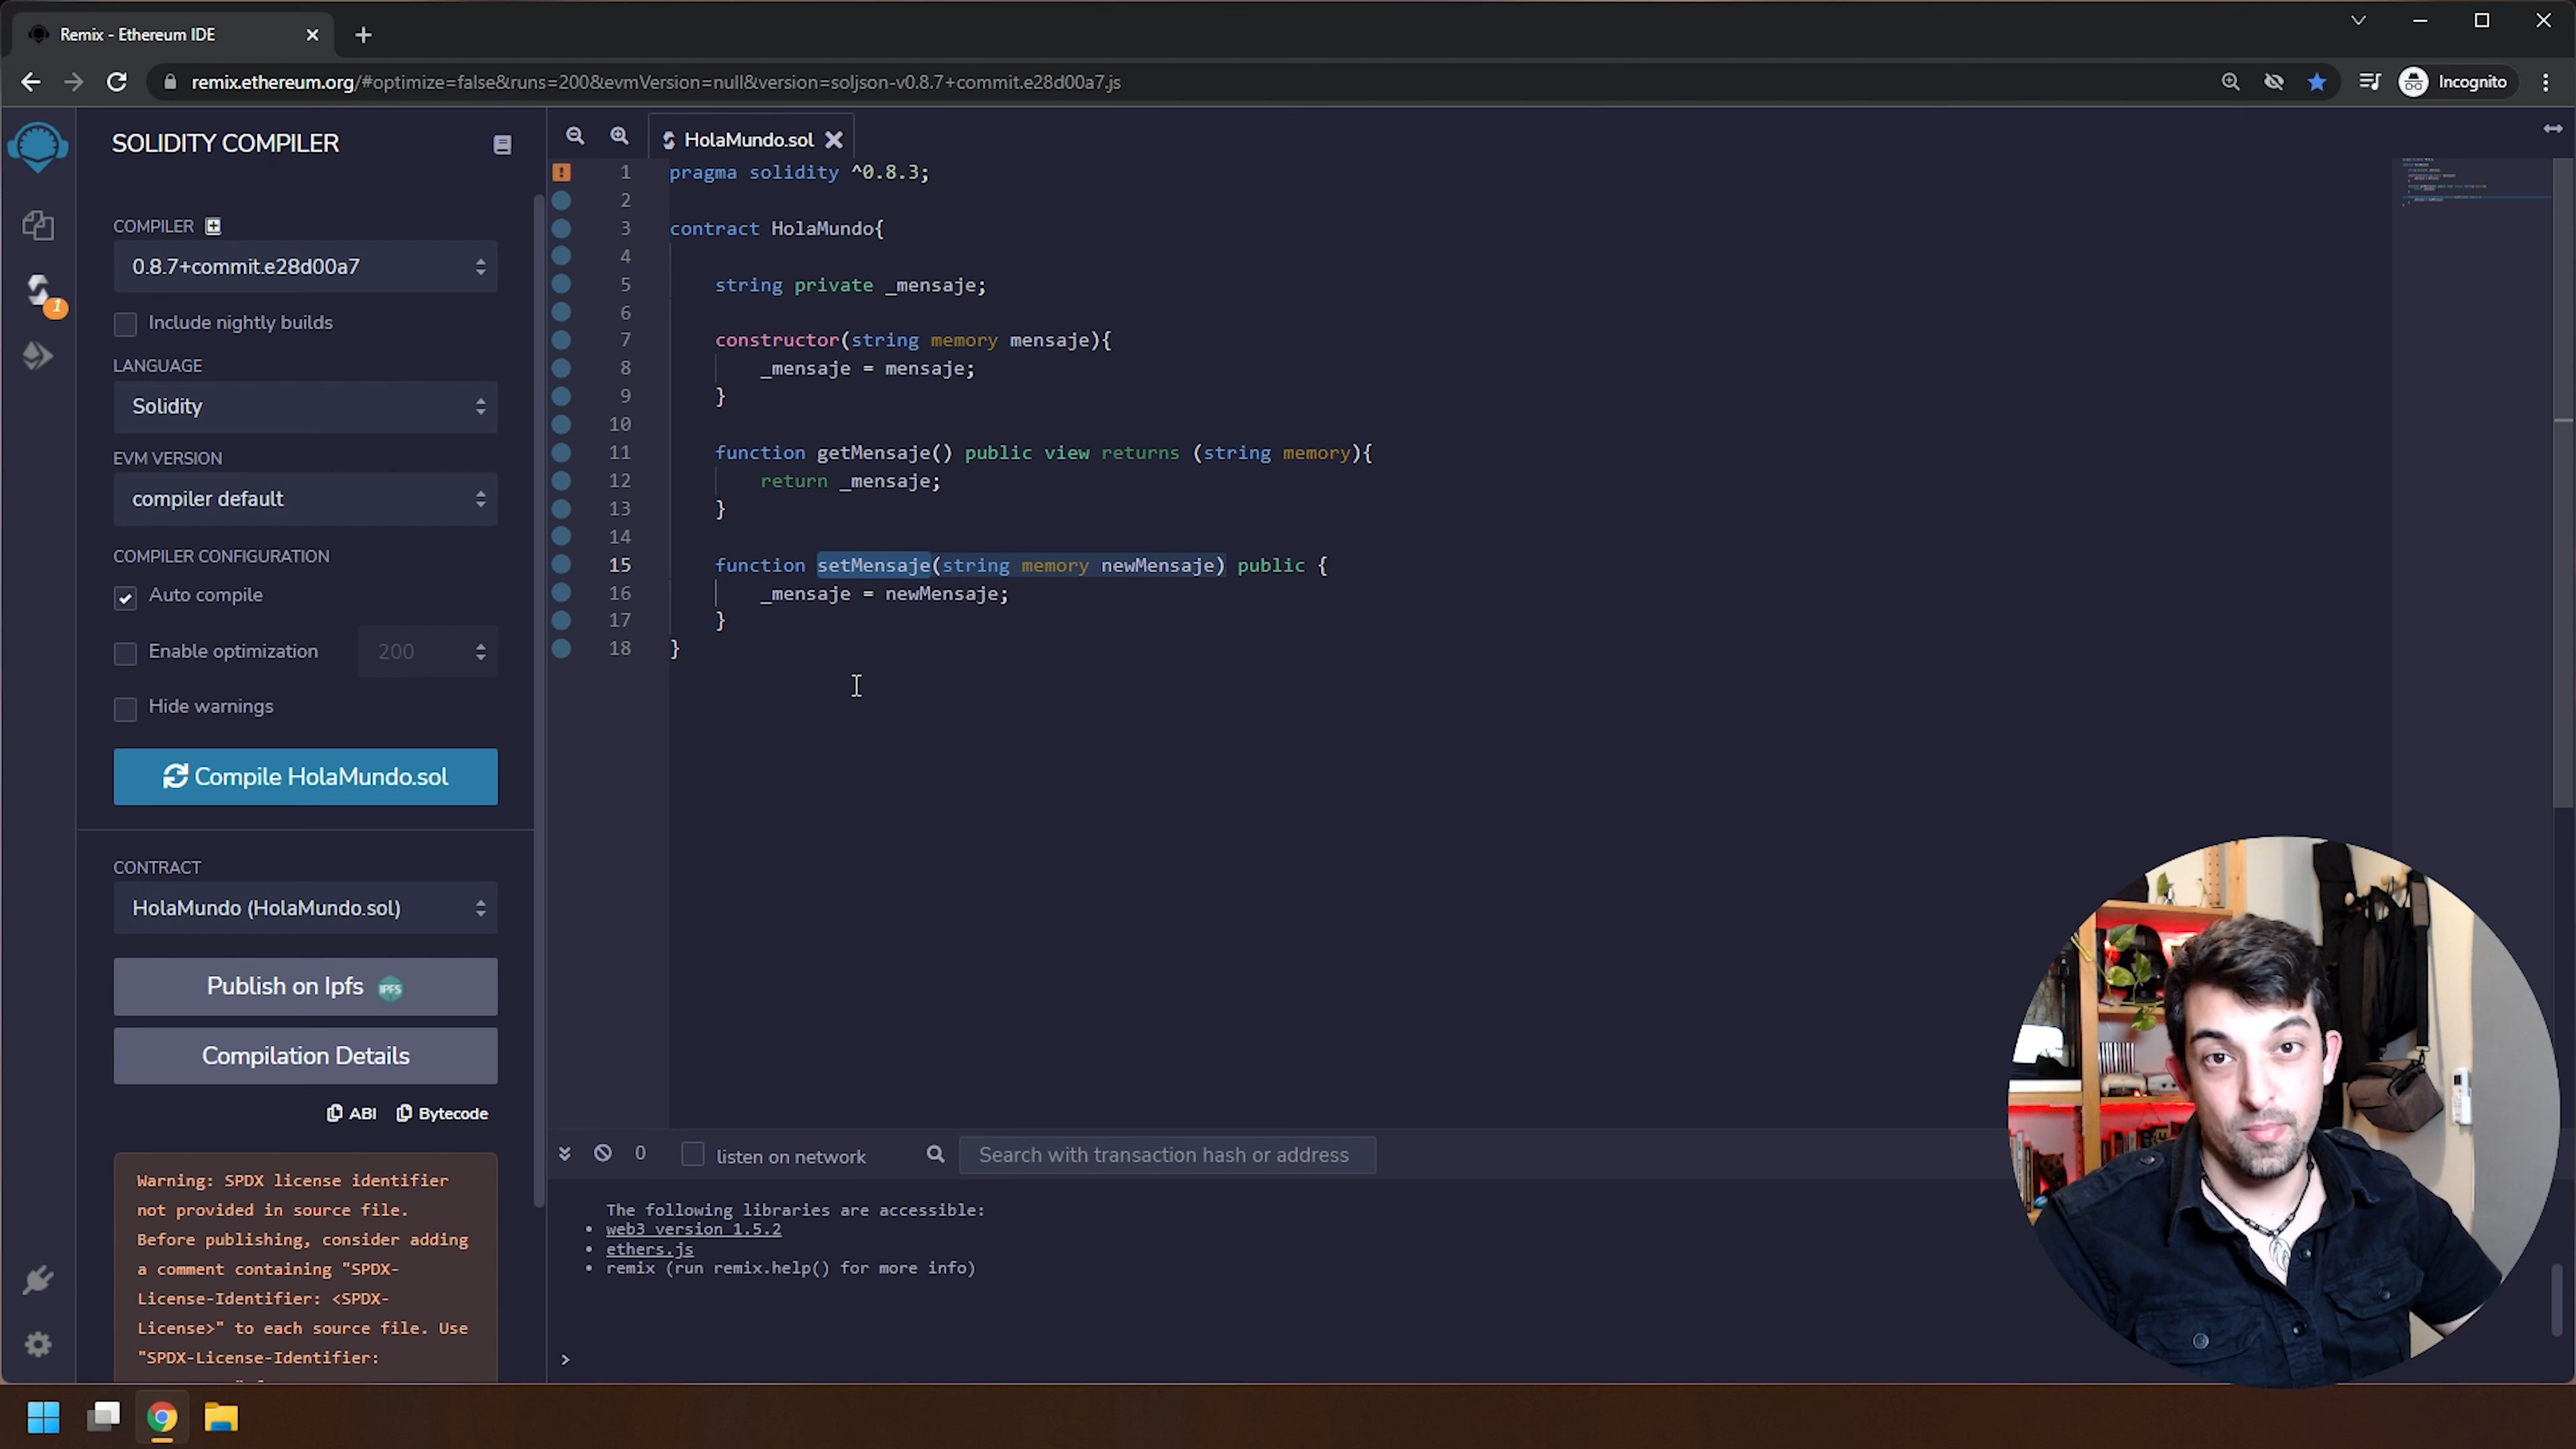 Remix - Ethereum IDE
remix.ethereum.org/#optimize=false&runs=200&evmVersion=null&version=soljson-v0.8.7+commit.e28d00a7.js
Incognito
SOLIDITY COMPILER
COMPILER
0.8.7+commit.e28d00a7
Include nightly builds
LANGUAGE
Solidity
EVM VERSION
compiler default
COMPILER CONFIGURATION
Auto compile
Enable optimization 200
Hide warnings
Compile HolaMundo.sol
CONTRACT
HolaMundo (HolaMundo.sol)
Publish on Ipfs IPFS
Compilation Details
ABI Bytecode
Warning: SPDX license identifier
not provided in source file.
Before publishing, consider adding
a comment containing "SPDX-
License-Identifier: <SPDX-
License>" to each source file. Use
"SPDX-License-Identifier:
1
HolaMundo.sol
1 pragma solidity ^0.8.3;
2
3 contract HolaMundo{
4
5 string private _mensaje;
6
7 constructor(string memory mensaje){
8 _mensaje = mensaje;
9 }
10
11 function getMensaje() public view returns (string memory){
12 return _mensaje;
13 }
14
15 function setMensaje(string memory newMensaje) public {
16 _mensaje = newMensaje;
17 }
18 }
0 listen on network Search with transaction hash or address
The following libraries are accessible:
• web3 version 1.5.2
• ethers.js
• remix (run remix.help() for more info)
>